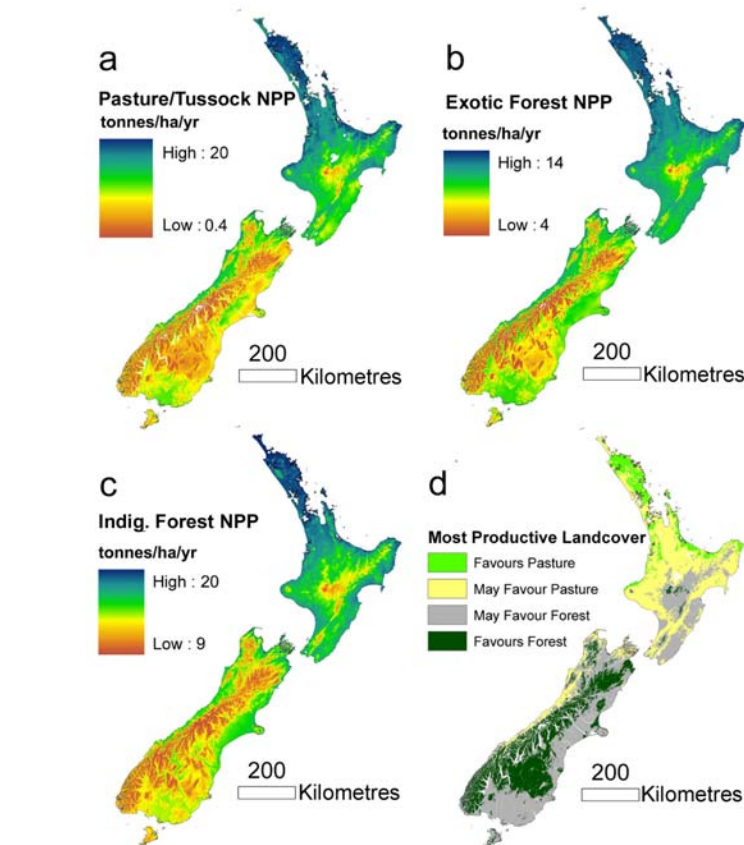 a
Pasture/Tussock NPP
tonnes/ha/yr
High : 20
Low : 0.4
200
Kilometres
b
Exotic Forest NPP
tonnes/ha/yr
High : 14
Low : 4
200
Kilometres
c
Indig. Forest NPP
tonnes/ha/yr
High : 20
Low : 9
200
Kilometres
d
Most Productive Landcover
Favours Pasture
May Favour Pasture
May Favour Forest
Favours Forest
200
Kilometres